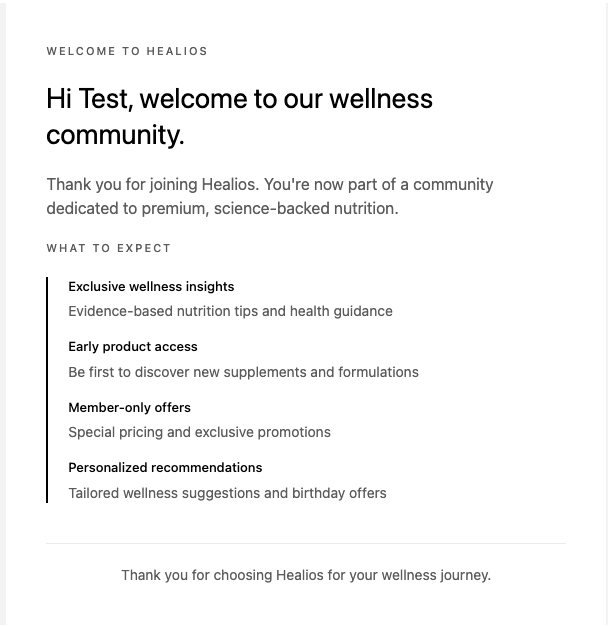 WELCOME TO HEALIOS
Hi Test, welcome to our wellness
community.
Thank you for joining Healios. You're now part of a community
dedicated to premium, science-backed nutrition.
WHAT TO EXPECT
Exclusive wellness insights
Evidence-based nutrition tips and health guidance
Early product access
Be first to discover new supplements and formulations
Member-only offers
Special pricing and exclusive promotions
Personalized recommendations
Tailored wellness suggestions and birthday offers
Thank you for choosing Healios for your wellness journey.